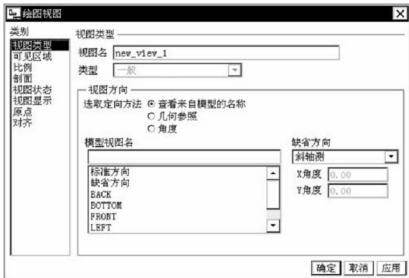 绘图视图
类别
视图类型
可见区域
比例
剖面
视图状态
视图显示
原点
对齐
视图类型
视图名 new_view_1
类型 一般
视图方向
选取定向方法 查看来自模型的名称
几何参照
角度
模型视图名
缺省方向
标准方向
缺省方向
BACK
BOTTOM
FRONT
LEFT
斜轴测
X角度 0.00
Y角度 0.00
确定 取消 应用